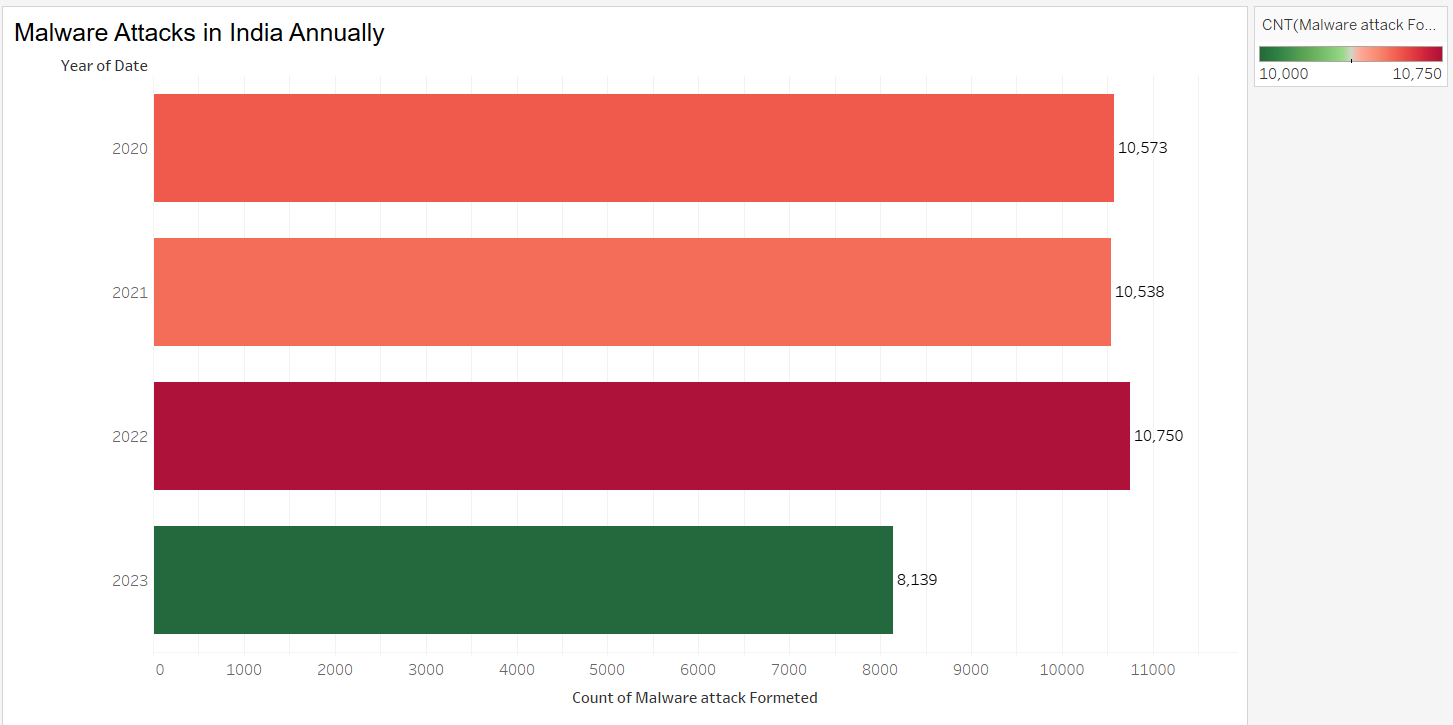 Malware Attacks in India Annually
Year of Date
2020
10,573
2021
10,538
2022
10,750
2023
8,139
0 1000 2000 3000 4000 5000 6000 7000 8000 9000 10000 11000
Count of Malware attack Formeted
CNT(Malware attack Fo...
10,000 10,750